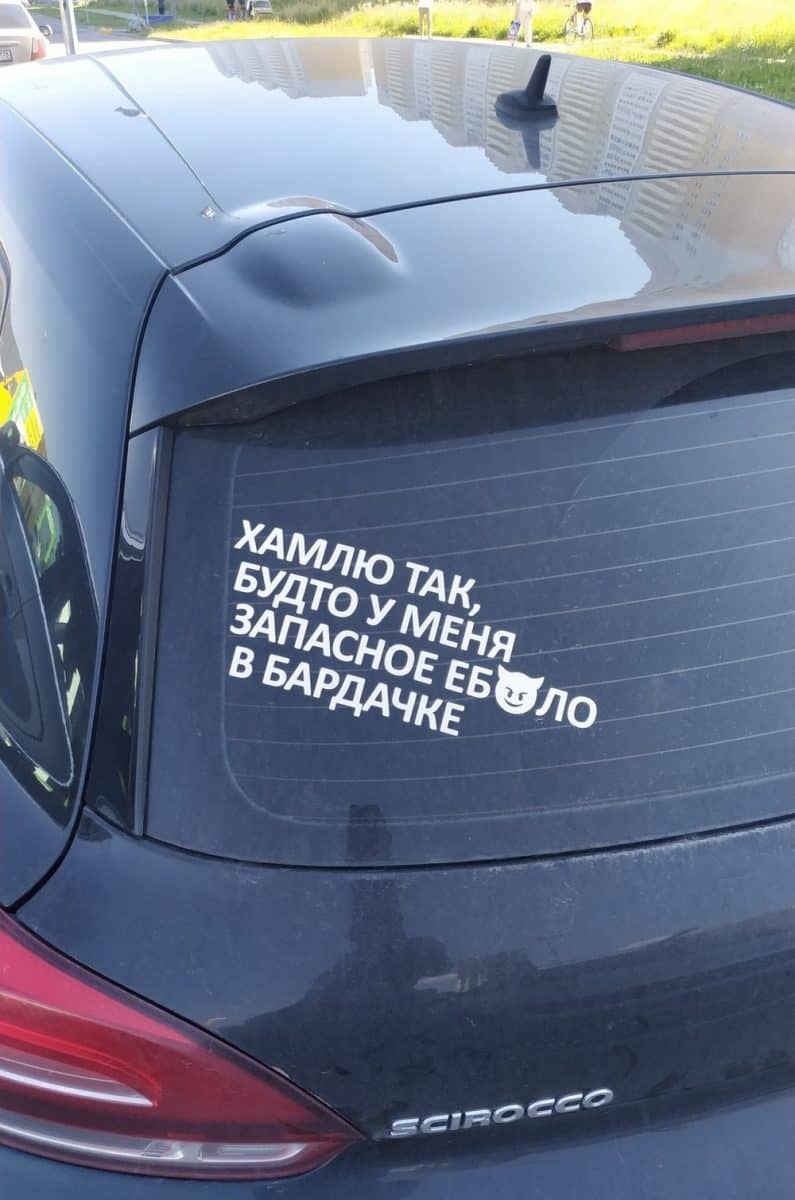 ХАМЛЮ ТАК,
БУДТО У МЕНЯ
ЗАПАСНОЕ ЕБ😈ЛО
В БАРДАЧКЕ
SCIROCCO